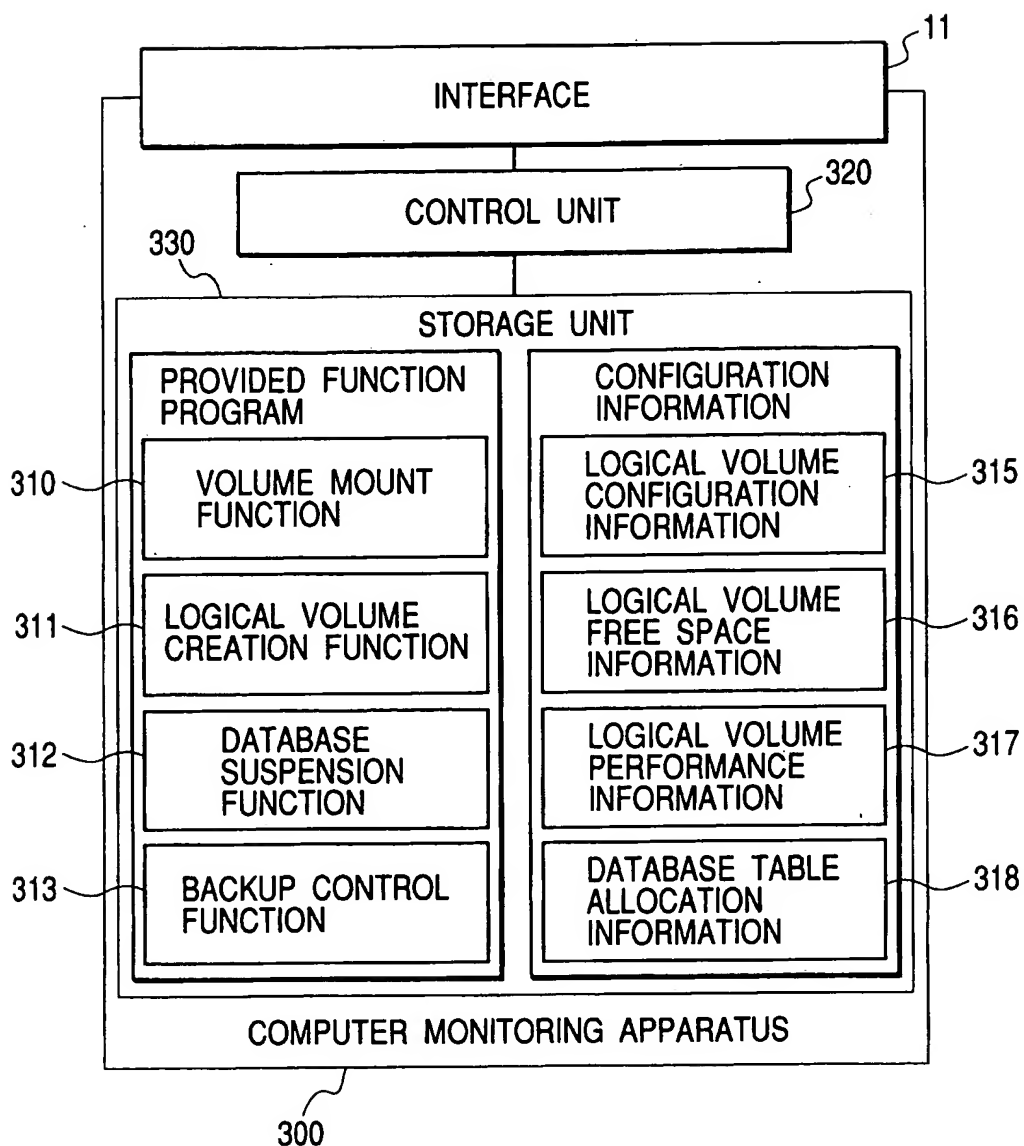 11
INTERFACE
320
CONTROL UNIT
330
STORAGE UNIT
PROVIDED FUNCTION
PROGRAM
310
VOLUME MOUNT
FUNCTION
311
LOGICAL VOLUME
CREATION FUNCTION
312
DATABASE
SUSPENSION
FUNCTION
313
BACKUP CONTROL
FUNCTION
CONFIGURATION
INFORMATION
LOGICAL VOLUME
CONFIGURATION
INFORMATION
315
LOGICAL VOLUME
FREE SPACE
INFORMATION
316
LOGICAL VOLUME
PERFORMANCE
INFORMATION
317
DATABASE TABLE
ALLOCATION
INFORMATION
318
COMPUTER MONITORING APPARATUS
300